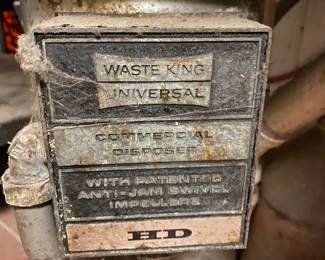 WASTE KING
UNIVERSAL
COMMERCIAL
DISPOSER
WITH PATENTED
ANTI-JAM SWIVEL
IMPELLERS
HD